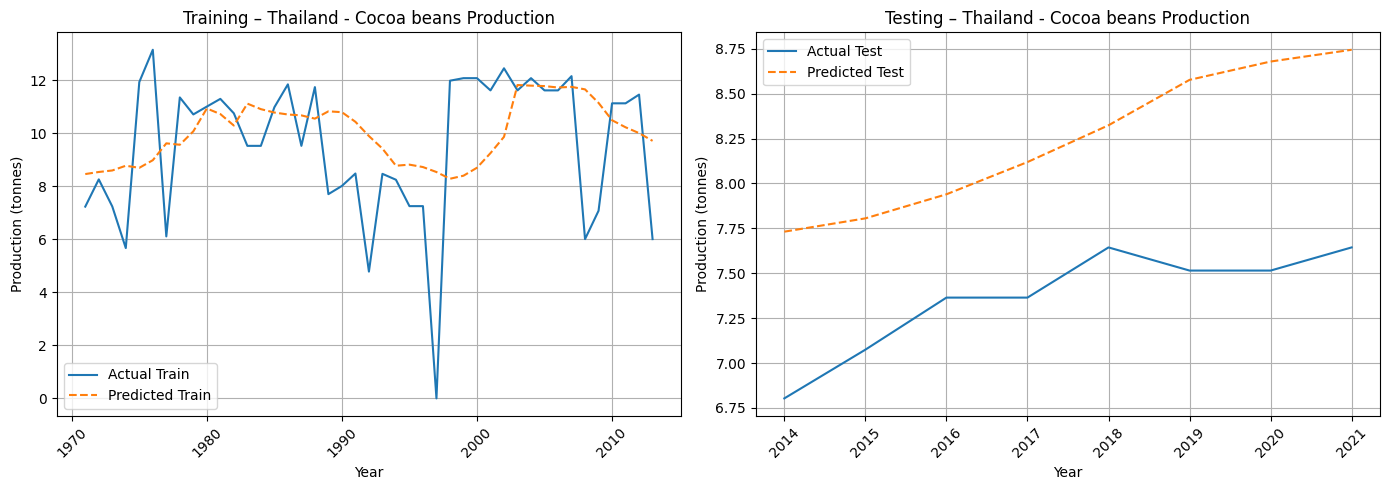 Training – Thailand - Cocoa beans Production
Production (tonnes)
12
10
8
6
4
2
0
Actual Train
Predicted Train
1970
1980
1990
2000
2010
Year
Testing – Thailand - Cocoa beans Production
Production (tonnes)
8.75
8.50
8.25
8.00
7.75
7.50
7.25
7.00
6.75
Actual Test
Predicted Test
2014
2015
2016
2017
2018
2019
2020
2021
Year